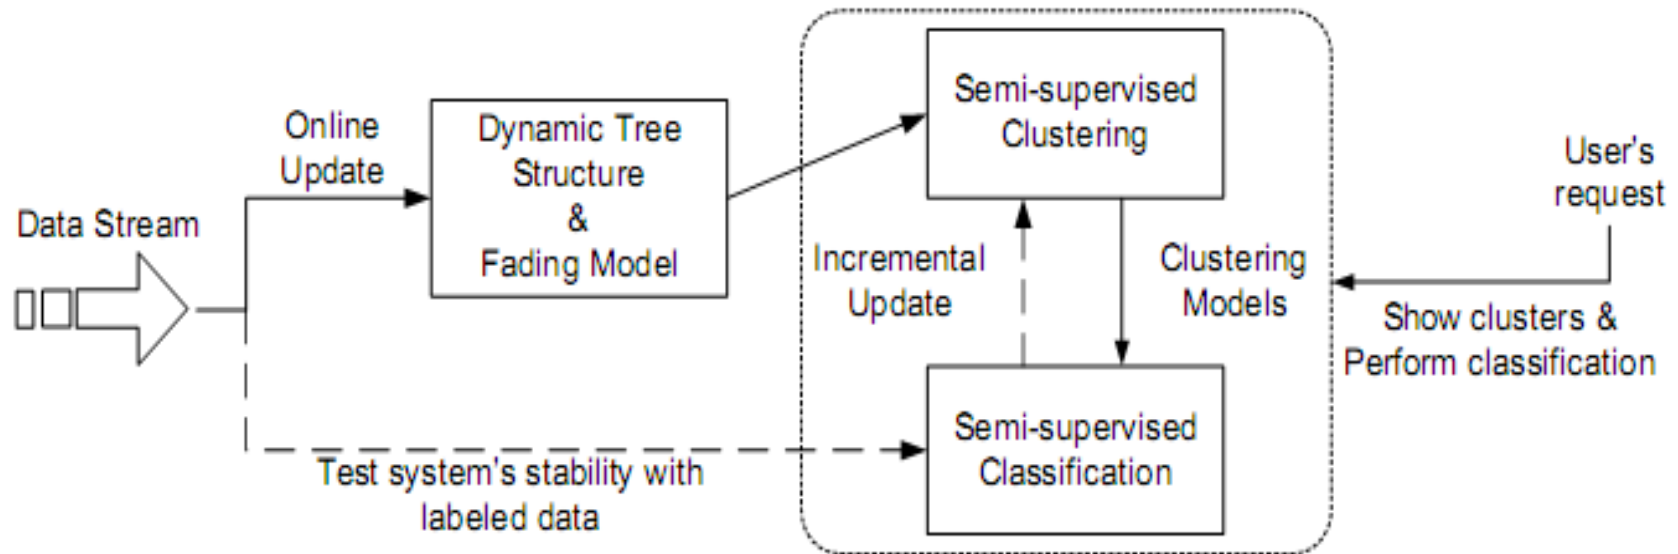 Data Stream
Online
Update
Dynamic Tree
Structure
&
Fading Model
Semi-supervised
Clustering
Incremental
Update
Clustering
Models
Semi-supervised
Classification
Test system's stability with
labeled data
User's
request
Show clusters &
Perform classification